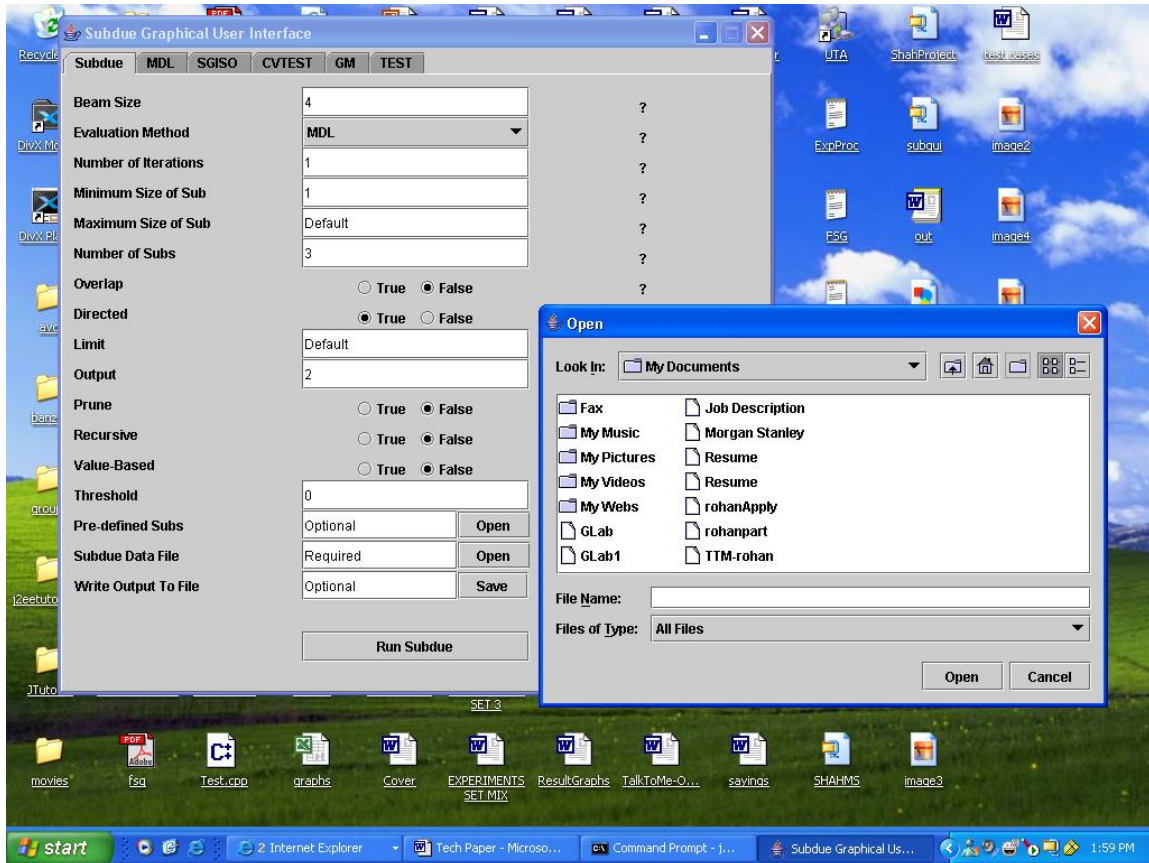 Subdue Graphical User Interface
Subdue MDL SGISO CVTEST GM TEST
Beam Size 4 ?
Evaluation Method MDL ?
Number of Iterations 1 ?
Minimum Size of Sub 1 ?
Maximum Size of Sub Default ?
Number of Subs 3 ?
Overlap True False ?
Directed True False
Limit Default
Output 2
Prune True False
Recursive True False
Value-Based True False
Threshold 0
Pre-defined Subs Optional Open
Subdue Data File Required Open
Write Output To File Optional Save
Run Subdue
Open
Look In: My Documents
Fax Job Description
My Music Morgan Stanley
My Pictures Resume
My Videos Resume
My Webs rohanApply
GLab rohanpart
GLab1 TTM-rohan
File Name:
Files of Type: All Files
Open Cancel
UTA ShahProject test cases
ExpProc subgui image2
FSG out image4
SET 3
movies fsg Test.cpp graphs Cover EXPERIMENTS SET MIX ResultGraphs TalkToMe-O... sayings SHAHMS image3
start 2 Internet Explorer Tech Paper - Microso... Command Prompt - j... Subdue Graphical Us... 1:59 PM